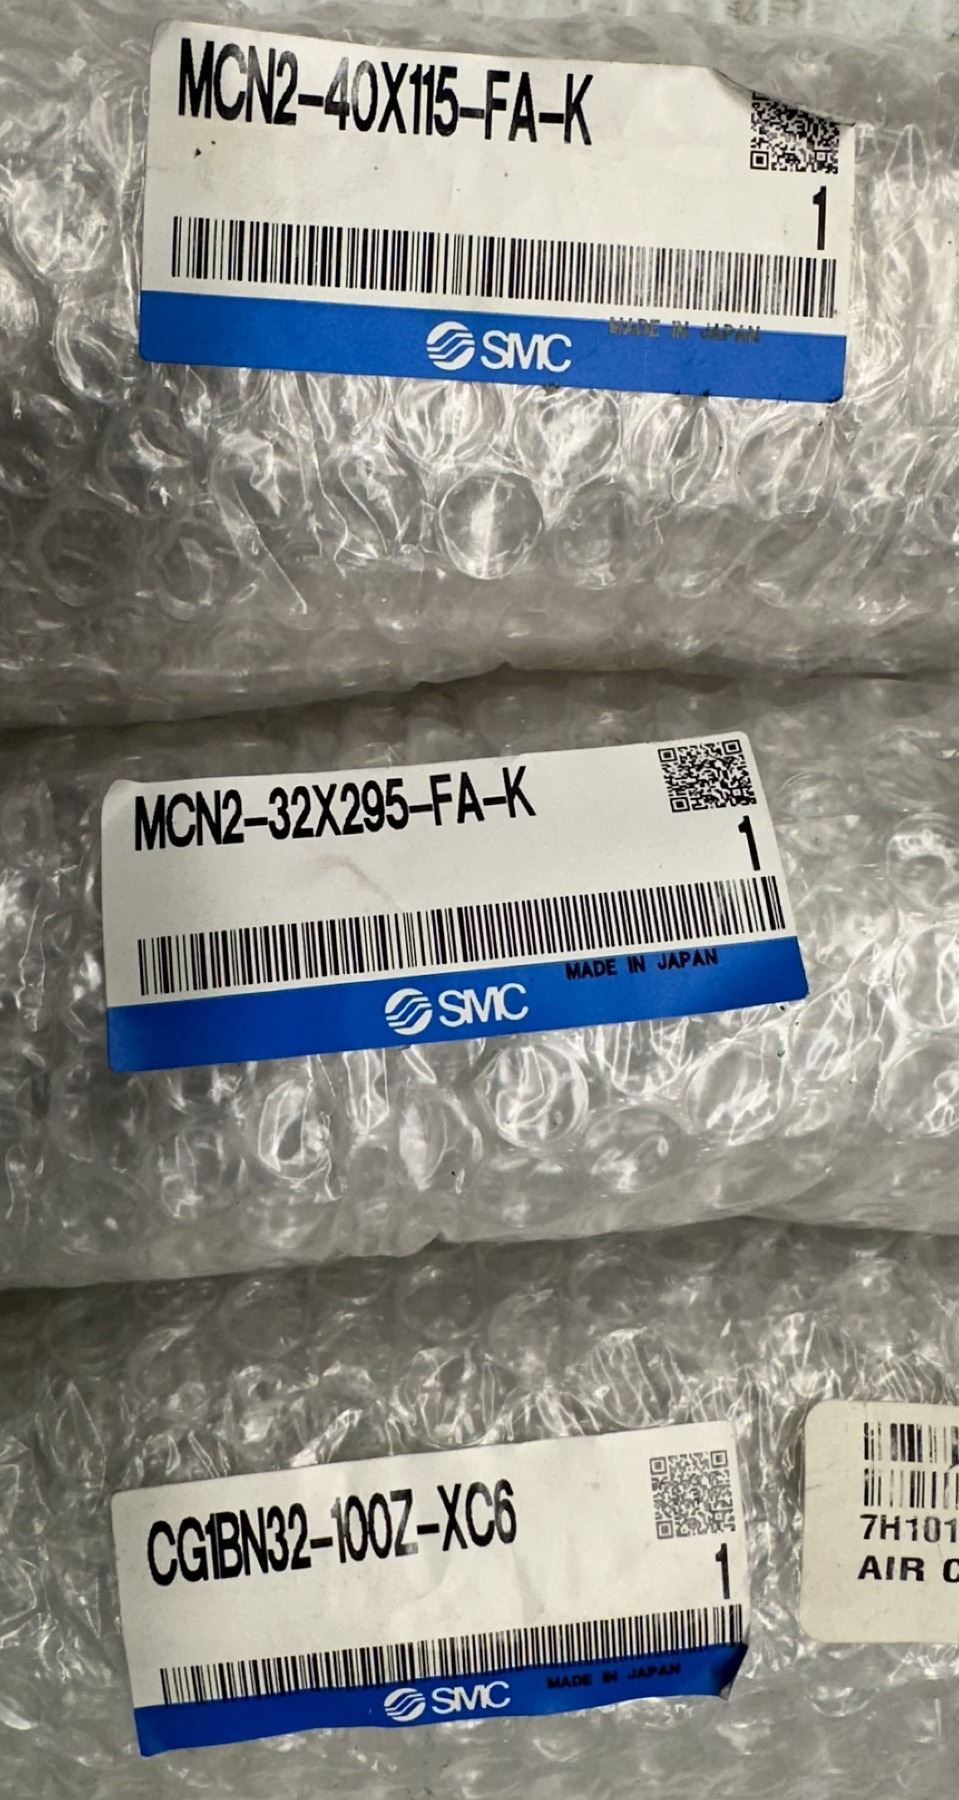 MCN2-40X115-FA-K
1
MADE IN JAPAN
SMC
MCN2-32X295-FA-K
1
MADE IN JAPAN
SMC
CG1BN32-100Z-XC6
1
MADE IN JAPAN
SMC
7H101
AIR